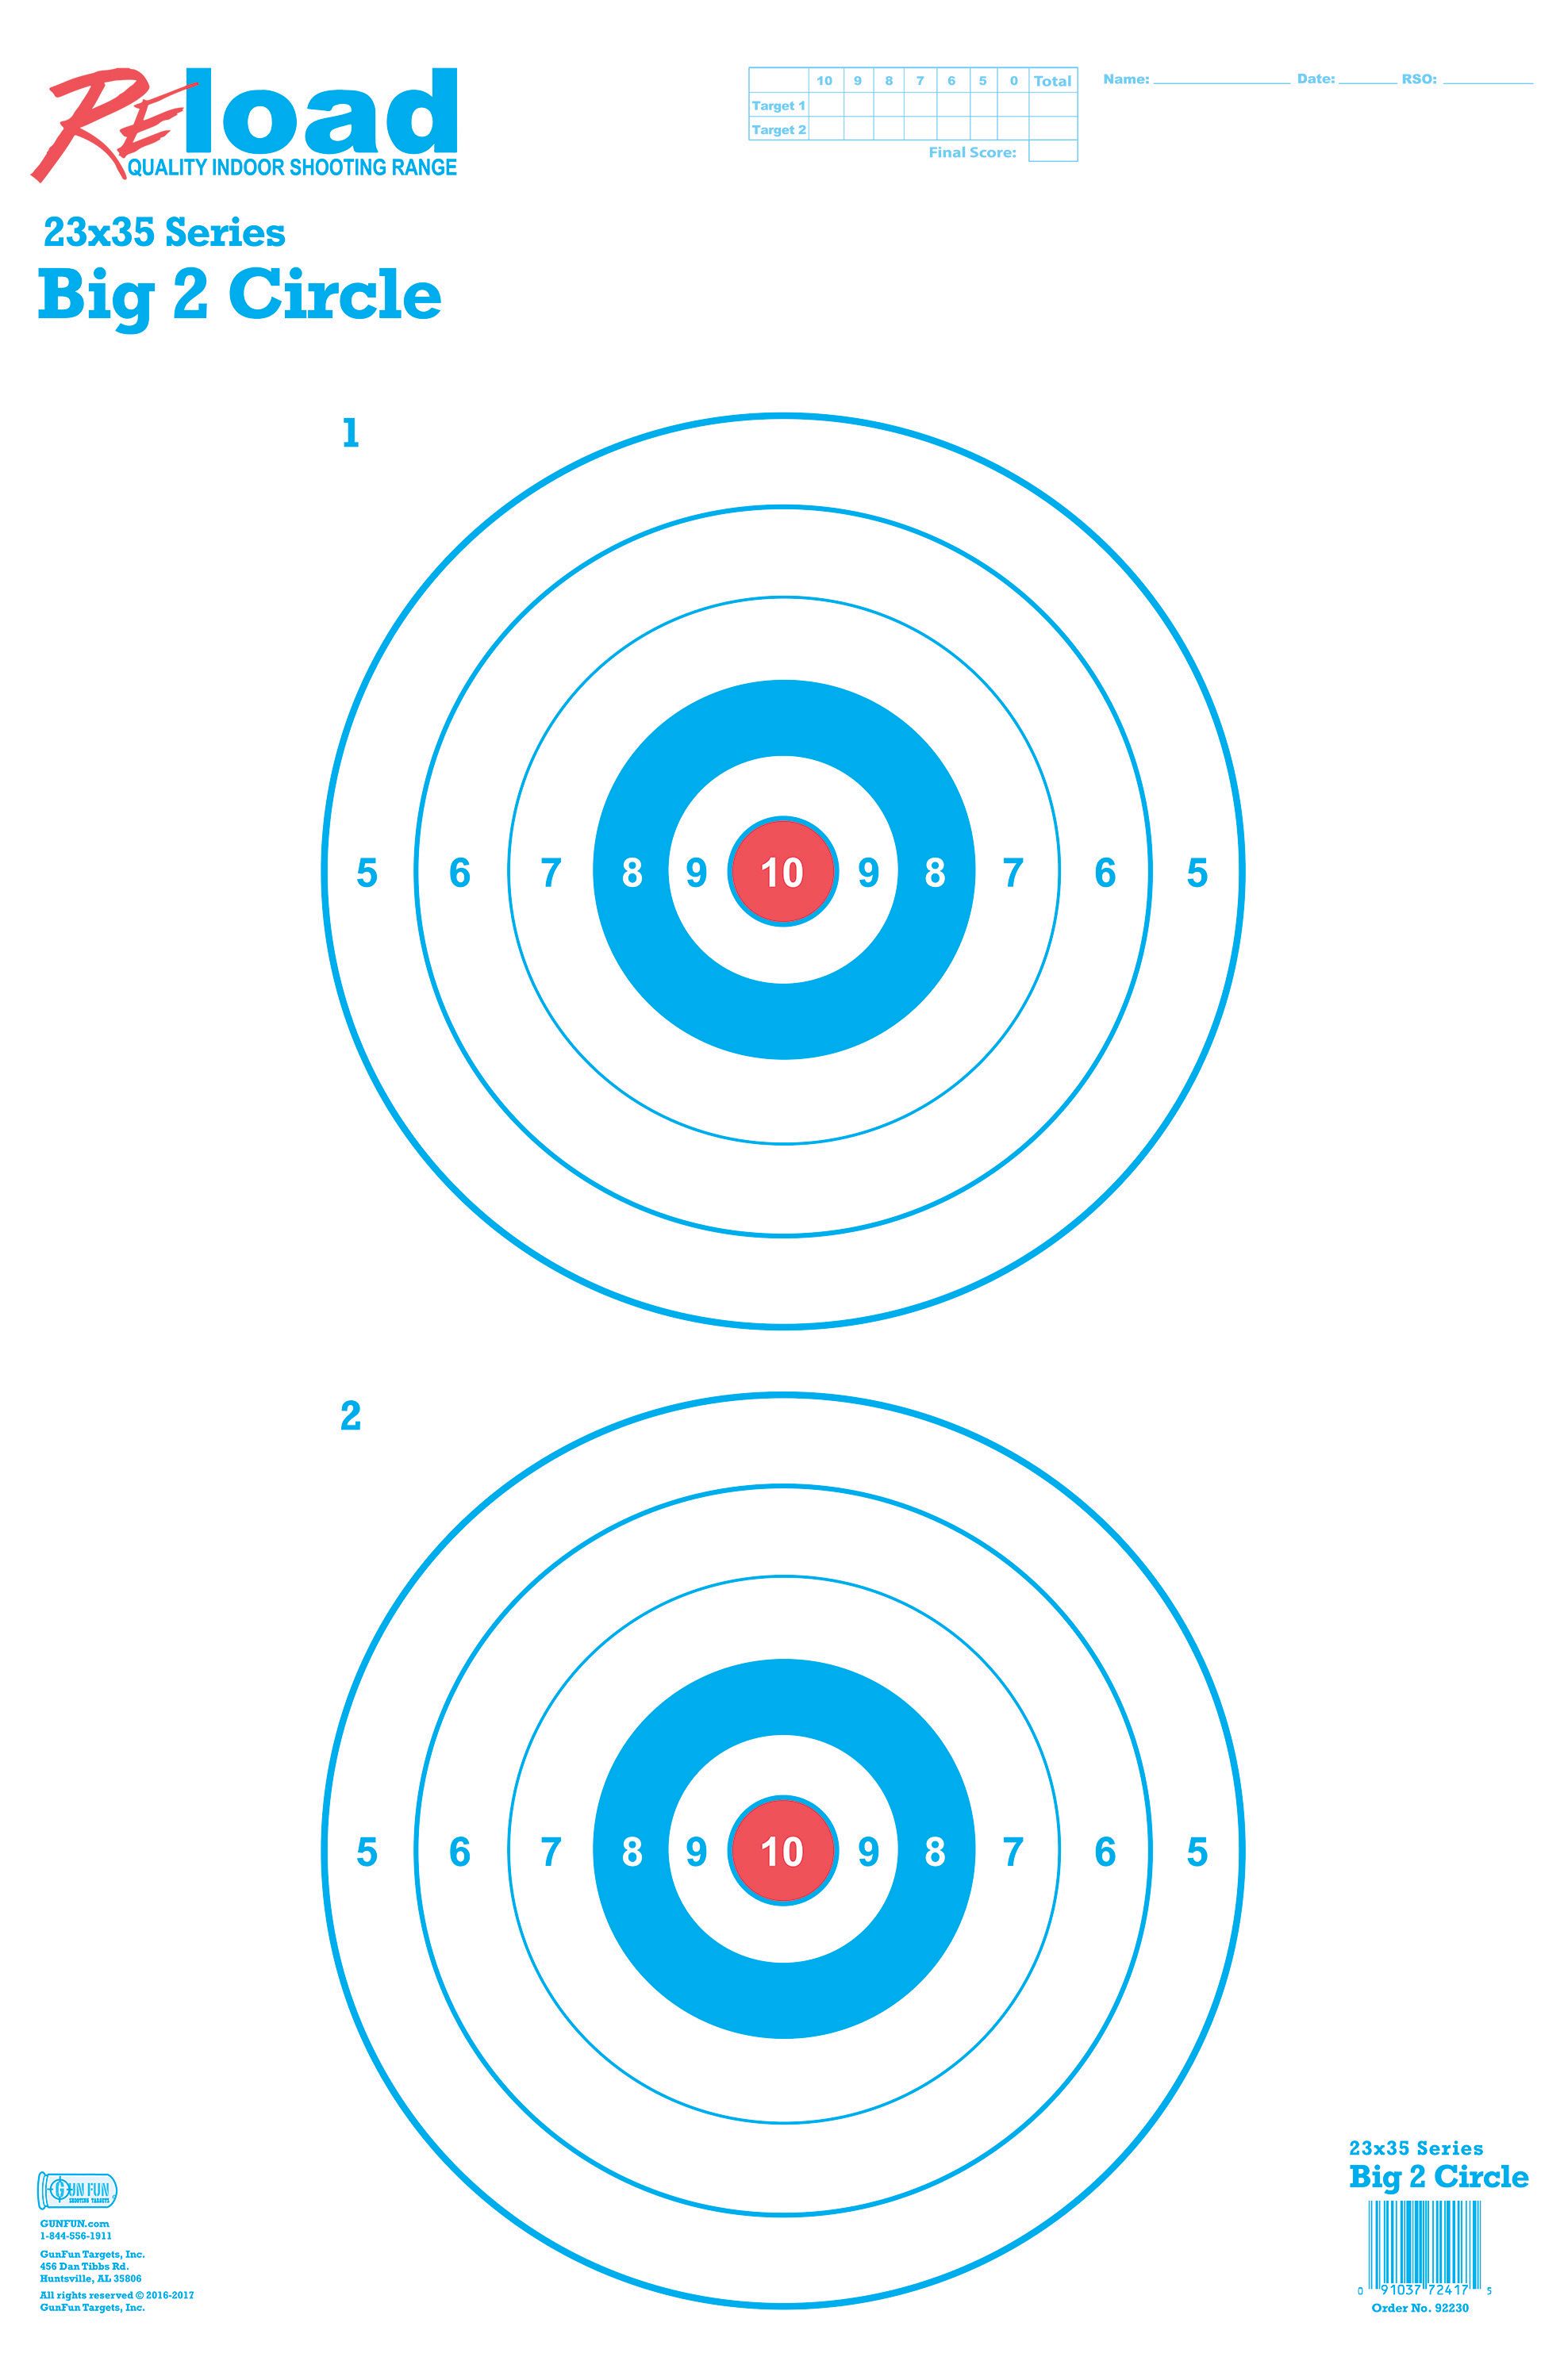 REload
QUALITY INDOOR SHOOTING RANGE
23x35 Series
Big 2 Circle
10 9 8 7 6 5 0 Total
Target 1
Target 2
Final Score:
Name: Date: RSO:
1
5 6 7 8 9 10 9 8 7 6 5
2
5 6 7 8 9 10 9 8 7 6 5
GUN FUN
SHOOTING TARGETS
GUNFUN.com
1-844-556-1911
GunFun Targets, Inc.
456 Dan Tibbs Rd.
Huntsville, AL 35806
All rights reserved © 2016-2017
GunFun Targets, Inc.
23x35 Series
Big 2 Circle
0 91037 72417 5
Order No. 92230